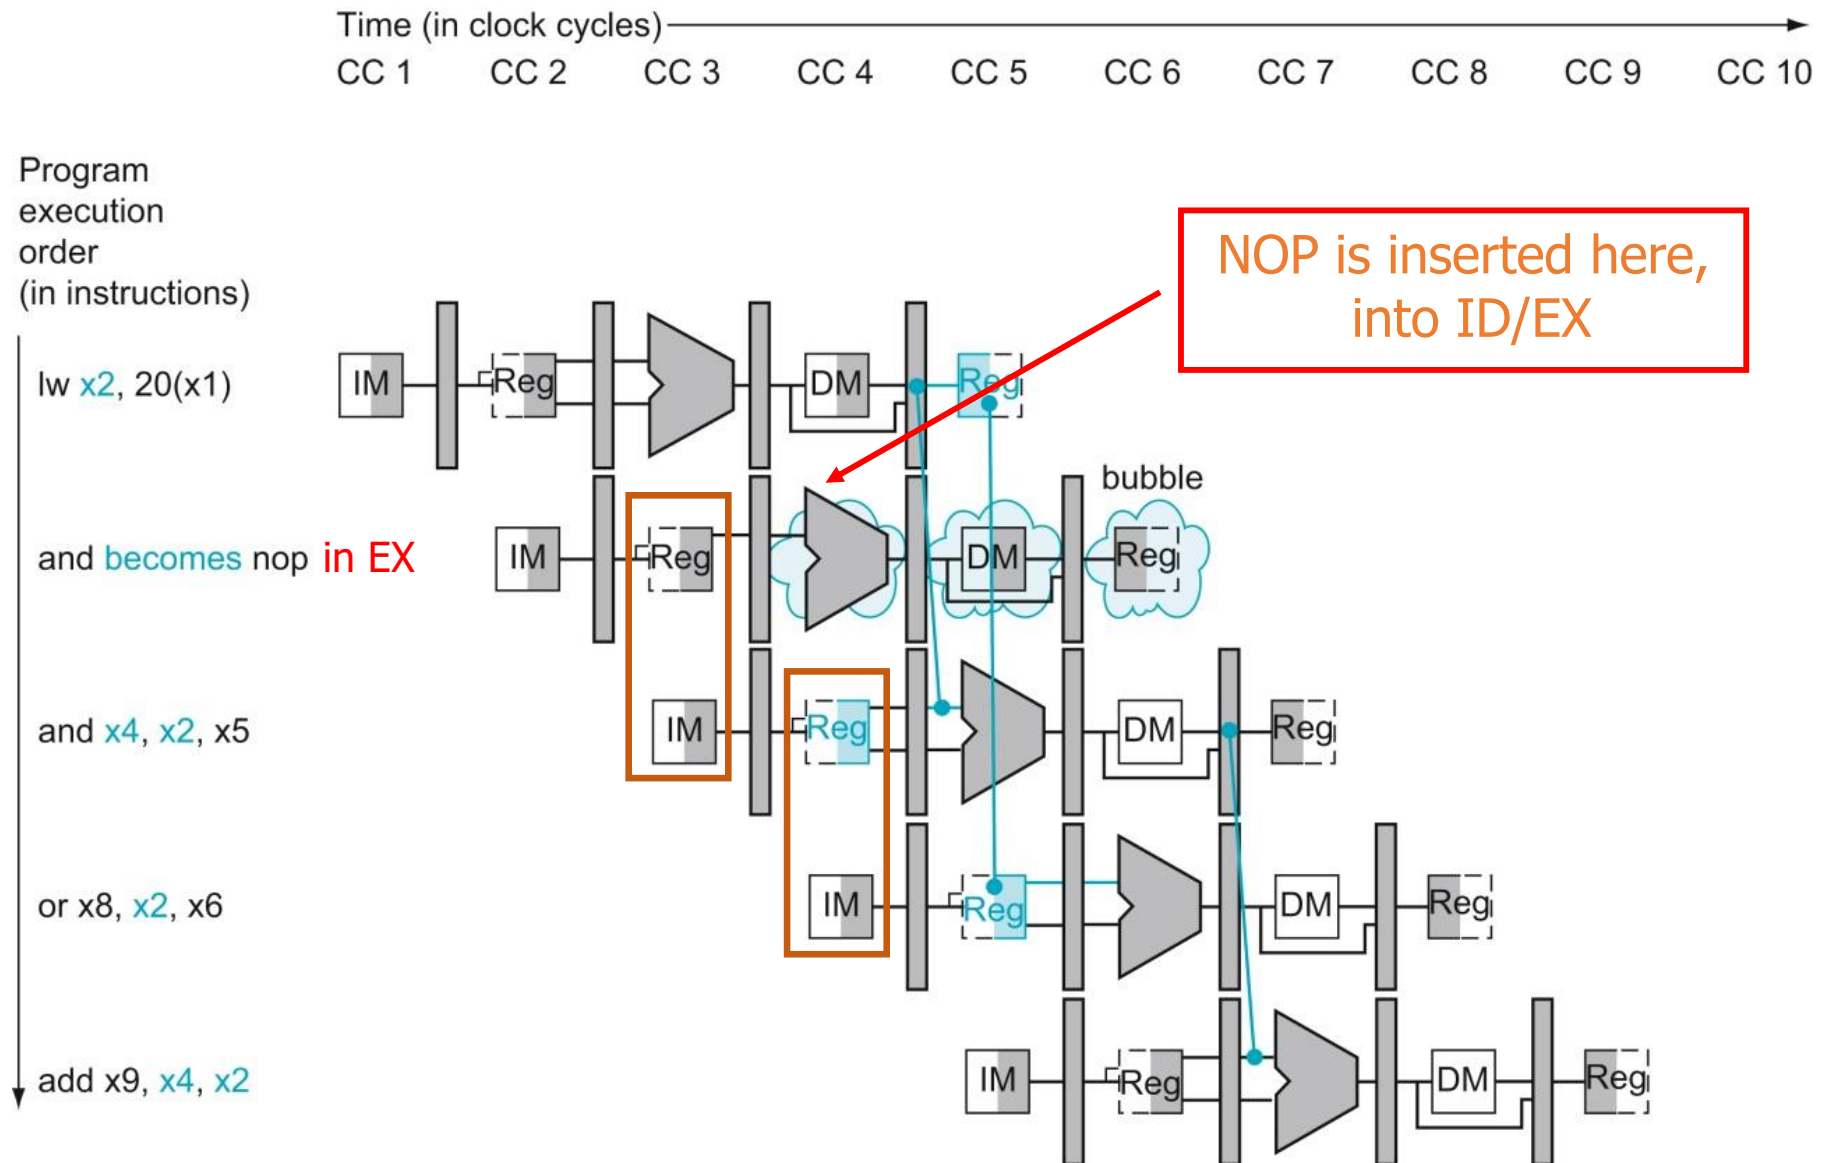 Time (in clock cycles)
CC 1 CC 2 CC 3 CC 4 CC 5 CC 6 CC 7 CC 8 CC 9 CC 10
Program
execution
order
(in instructions)
NOP is inserted here,
into ID/EX
lw x2, 20(x1)
IM Reg DM Reg
bubble
and becomes nop in EX
IM Reg DM Reg
and x4, x2, x5
IM Reg DM Reg
or x8, x2, x6
IM Reg DM Reg
add x9, x4, x2
IM Reg DM Reg